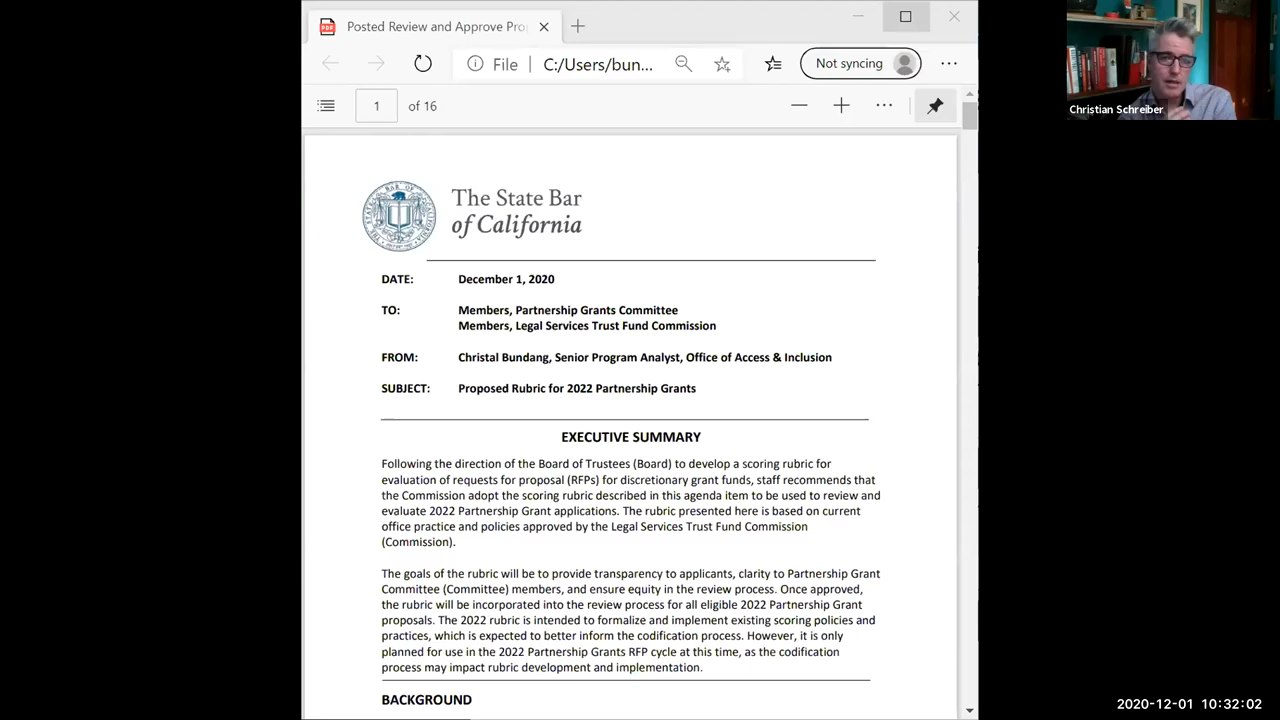 Posted Review and Approve Pro
File
C:/Users/bun...
Not syncing
1
of 16
Christian Schreiber
The State Bar
of California
DATE: December 1, 2020
TO: Members, Partnership Grants Committee
Members, Legal Services Trust Fund Commission
FROM: Christal Bundang, Senior Program Analyst, Office of Access & Inclusion
SUBJECT: Proposed Rubric for 2022 Partnership Grants
EXECUTIVE SUMMARY
Following the direction of the Board of Trustees (Board) to develop a scoring rubric for
evaluation of requests for proposal (RFPs) for discretionary grant funds, staff recommends that
the Commission adopt the scoring rubric described in this agenda item to be used to review and
evaluate 2022 Partnership Grant applications. The rubric presented here is based on current
office practice and policies approved by the Legal Services Trust Fund Commission
(Commission).
The goals of the rubric will be to provide transparency to applicants, clarity to Partnership Grant
Committee (Committee) members, and ensure equity in the review process. Once approved,
the rubric will be incorporated into the review process for all eligible 2022 Partnership Grant
proposals. The 2022 rubric is intended to formalize and implement existing scoring policies and
practices, which is expected to better inform the codification process. However, it is only
planned for use in the 2022 Partnership Grants RFP cycle at this time, as the codification
process may impact rubric development and implementation.
BACKGROUND
2020-12-01 10:32:02